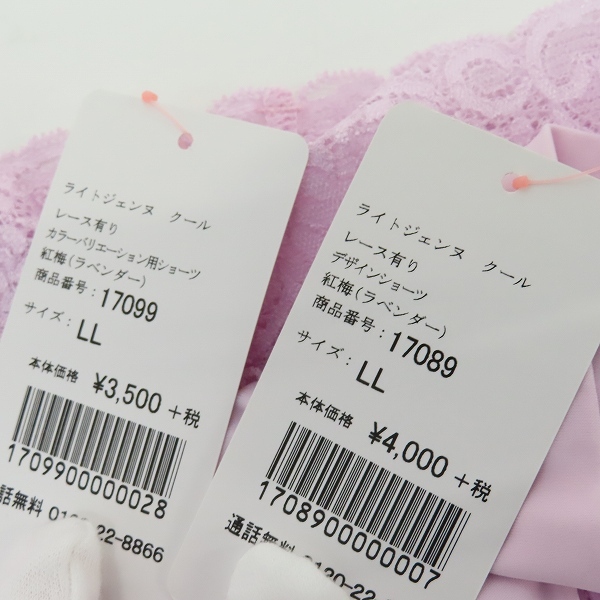 ライトジェンヌ クール
レース有り
カラーバリエーション用ショーツ
紅梅(ラベンダー)
商品番号:17099
サイズ: LL
本体価格 ¥3,500 +税
1709900000028
話無料 22-8866
ライトジェンヌ クール
レース有り
デザインショーツ
紅梅(ラベンダー)
商品番号:17089
サイズ: LL
本体価格 ¥4,000 +税
1708900000007
通話無料 0120-22